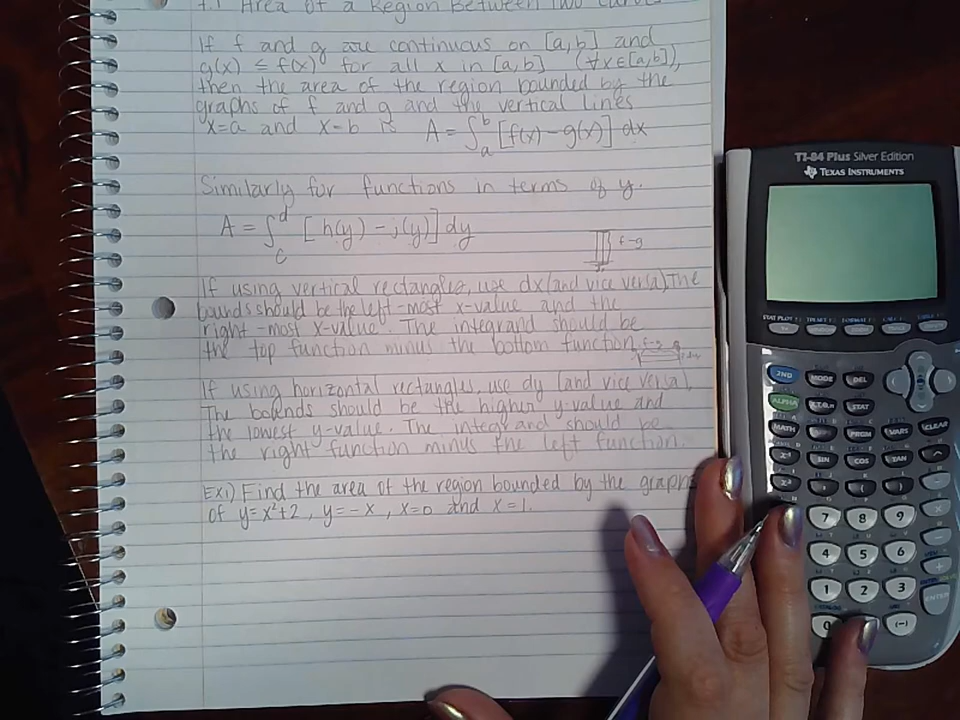 7.1 Area of a Region Between Two Curves
If f and g are continuous on [a,b] and
g(x) ≤ f(x) for all x in [a,b] (∀x∈[a,b]),
then the area of the region bounded by the
graphs of f and g and the vertical lines
x=a and x=b is A = ∫_a^b [f(x) - g(x)] dx
Similarly for functions in terms of y.
A = ∫_c^d [h(y) - j(y)] dy
f-g
If using vertical rectangles, use dx (and vice versa) The
bounds should be the left-most x-value and the
right-most x-value. The integrand should be
the top function minus the bottom function.
If using horizontal rectangles, use dy (and vice versa).
The bounds should be the higher y-value and
the lowest y-value. The integrand should be
the right function minus the left function.
Ex1) Find the area of the region bounded by the graphs
of y=x²+2, y=-x, x=0 and x=1.
TI-84 Plus Silver Edition
TEXAS INSTRUMENTS
2ND MODE DEL
ALPHA X,T,θ,n STAT
MATH PRGM VARS CLEAR
x⁻¹ SIN COS TAN ^
x² , ( )
7 8 9 ×
4 5 6 −
1 2 3 +
0 (-) ENTER